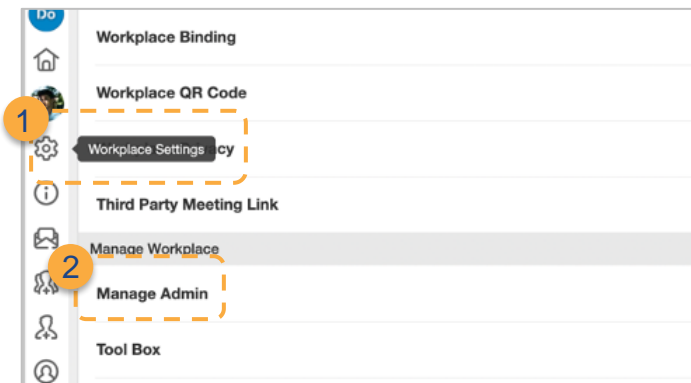 Do
Workplace Binding
Workplace QR Code
1
Workplace Settings
cy
Third Party Meeting Link
Manage Workplace
2
Manage Admin
Tool Box